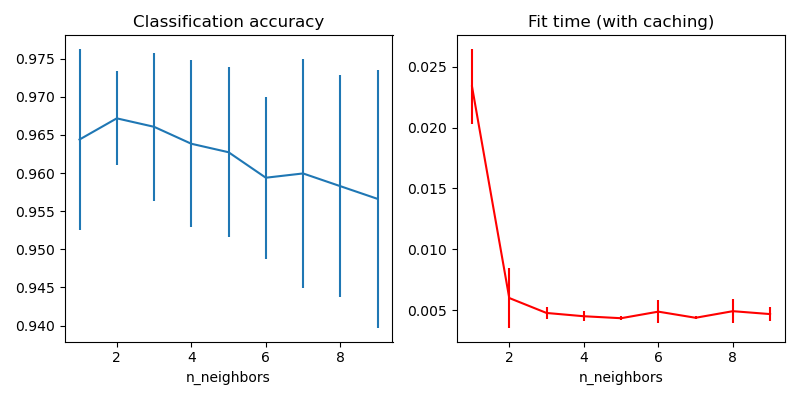 Classification accuracy
0.975
0.970
0.965
0.960
0.955
0.950
0.945
0.940
2 4 6 8
n_neighbors
Fit time (with caching)
0.025
0.020
0.015
0.010
0.005
2 4 6 8
n_neighbors